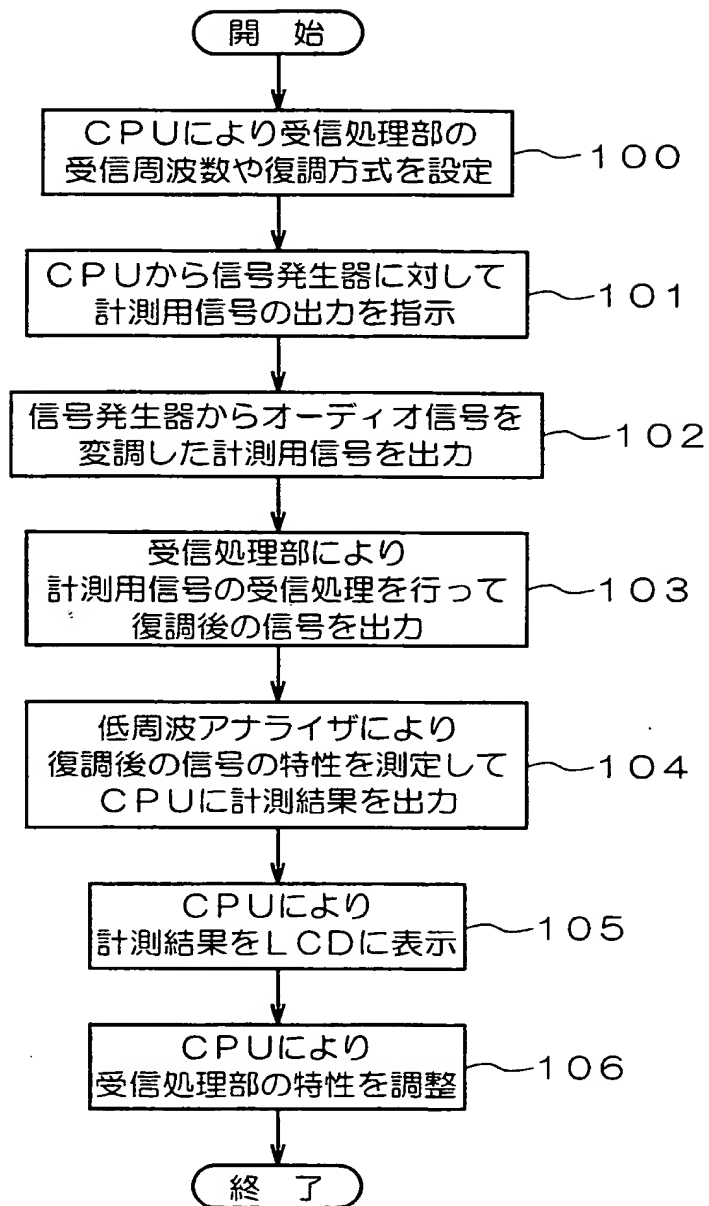 開 始
CPUにより受信処理部の
受信周波数や復調方式を設定
100
CPUから信号発生器に対して
計測用信号の出力を指示
101
信号発生器からオーディオ信号を
変調した計測用信号を出力
102
受信処理部により
計測用信号の受信処理を行って
復調後の信号を出力
103
低周波アナライザにより
復調後の信号の特性を測定して
CPUに計測結果を出力
104
CPUにより
計測結果をLCDに表示
105
CPUにより
受信処理部の特性を調整
106
終 了